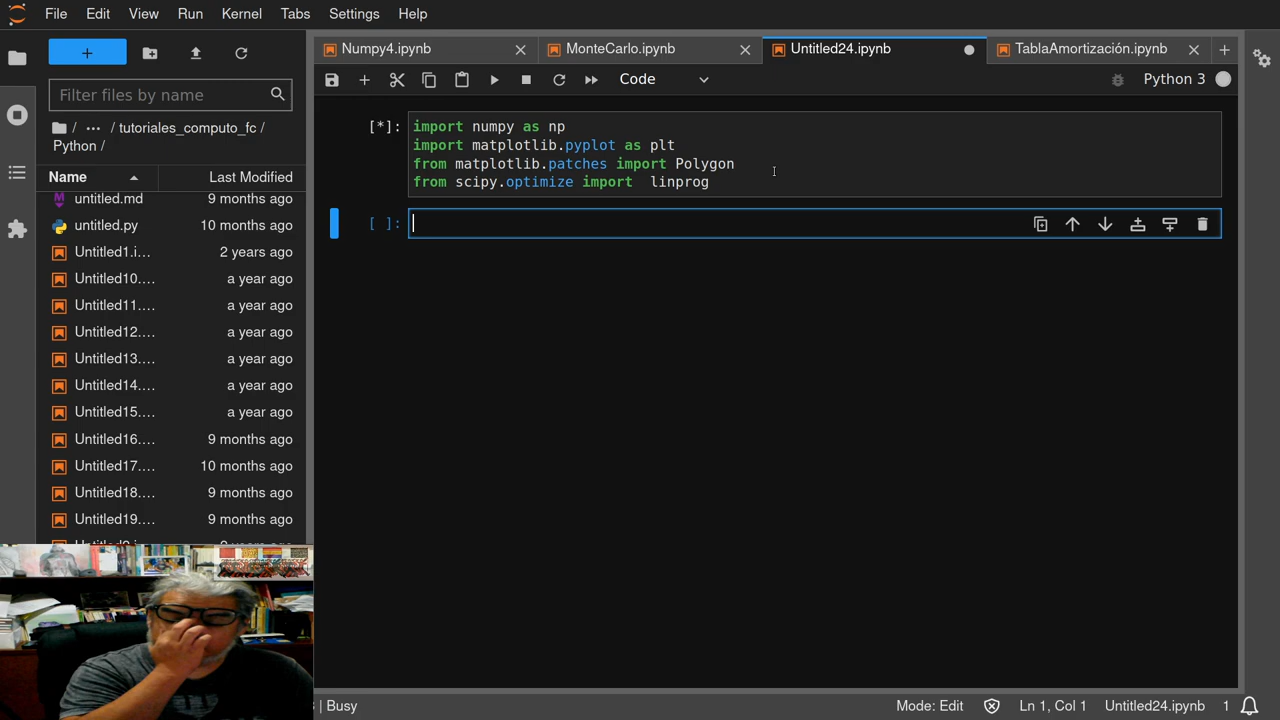 File Edit View Run Kernel Tabs Settings Help
Numpy4.ipynb
MonteCarlo.ipynb
Untitled24.ipynb
TablaAmortización.ipynb
Code
Python 3
Filter files by name
/ ... / tutoriales_computo_fc /
Python /
Name Last Modified
untitled.md 9 months ago
untitled.py 10 months ago
Untitled1.i... 2 years ago
Untitled10.... a year ago
Untitled11.... a year ago
Untitled12.... a year ago
Untitled13.... a year ago
Untitled14.... a year ago
Untitled15.... a year ago
Untitled16.... 9 months ago
Untitled17.... 10 months ago
Untitled18.... 9 months ago
Untitled19.... 9 months ago
[*]: import numpy as np
import matplotlib.pyplot as plt
from matplotlib.patches import Polygon
from scipy.optimize import  linprog
[ ]:
| Busy
Mode: Edit
Ln 1, Col 1
Untitled24.ipynb
1